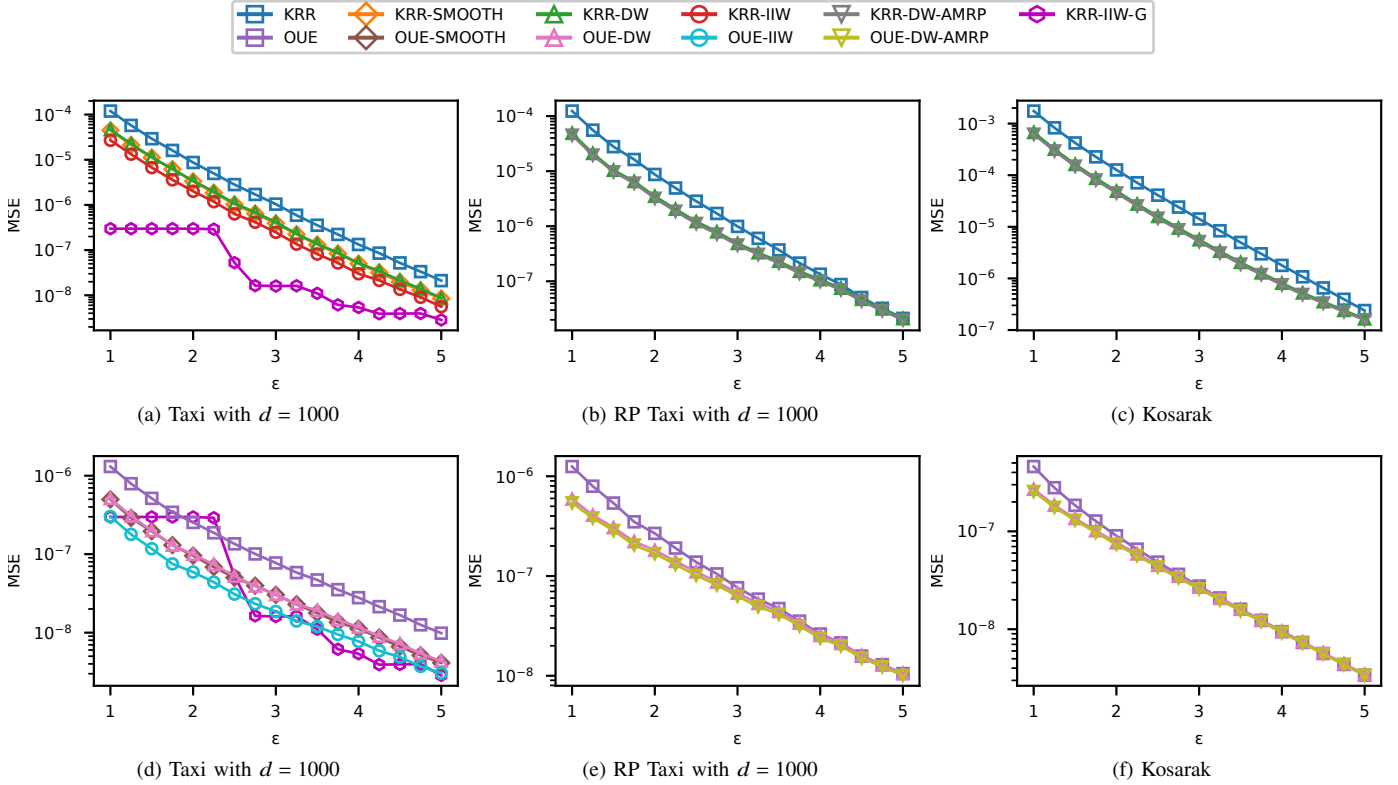 KRR KRR-SMOOTH KRR-DW KRR-IIW KRR-DW-AMRP KRR-IIW-G
OUE OUE-SMOOTH OUE-DW OUE-IIW OUE-DW-AMRP
MSE
10⁻⁴
10⁻⁵
10⁻⁶
10⁻⁷
10⁻⁸
1 2 3 4 5
ε
(a) Taxi with d = 1000
MSE
10⁻⁴
10⁻⁵
10⁻⁶
10⁻⁷
1 2 3 4 5
ε
(b) RP Taxi with d = 1000
MSE
10⁻³
10⁻⁴
10⁻⁵
10⁻⁶
10⁻⁷
1 2 3 4 5
ε
(c) Kosarak
MSE
10⁻⁶
10⁻⁷
10⁻⁸
1 2 3 4 5
ε
(d) Taxi with d = 1000
MSE
10⁻⁶
10⁻⁷
10⁻⁸
1 2 3 4 5
ε
(e) RP Taxi with d = 1000
MSE
10⁻⁷
10⁻⁸
1 2 3 4 5
ε
(f) Kosarak